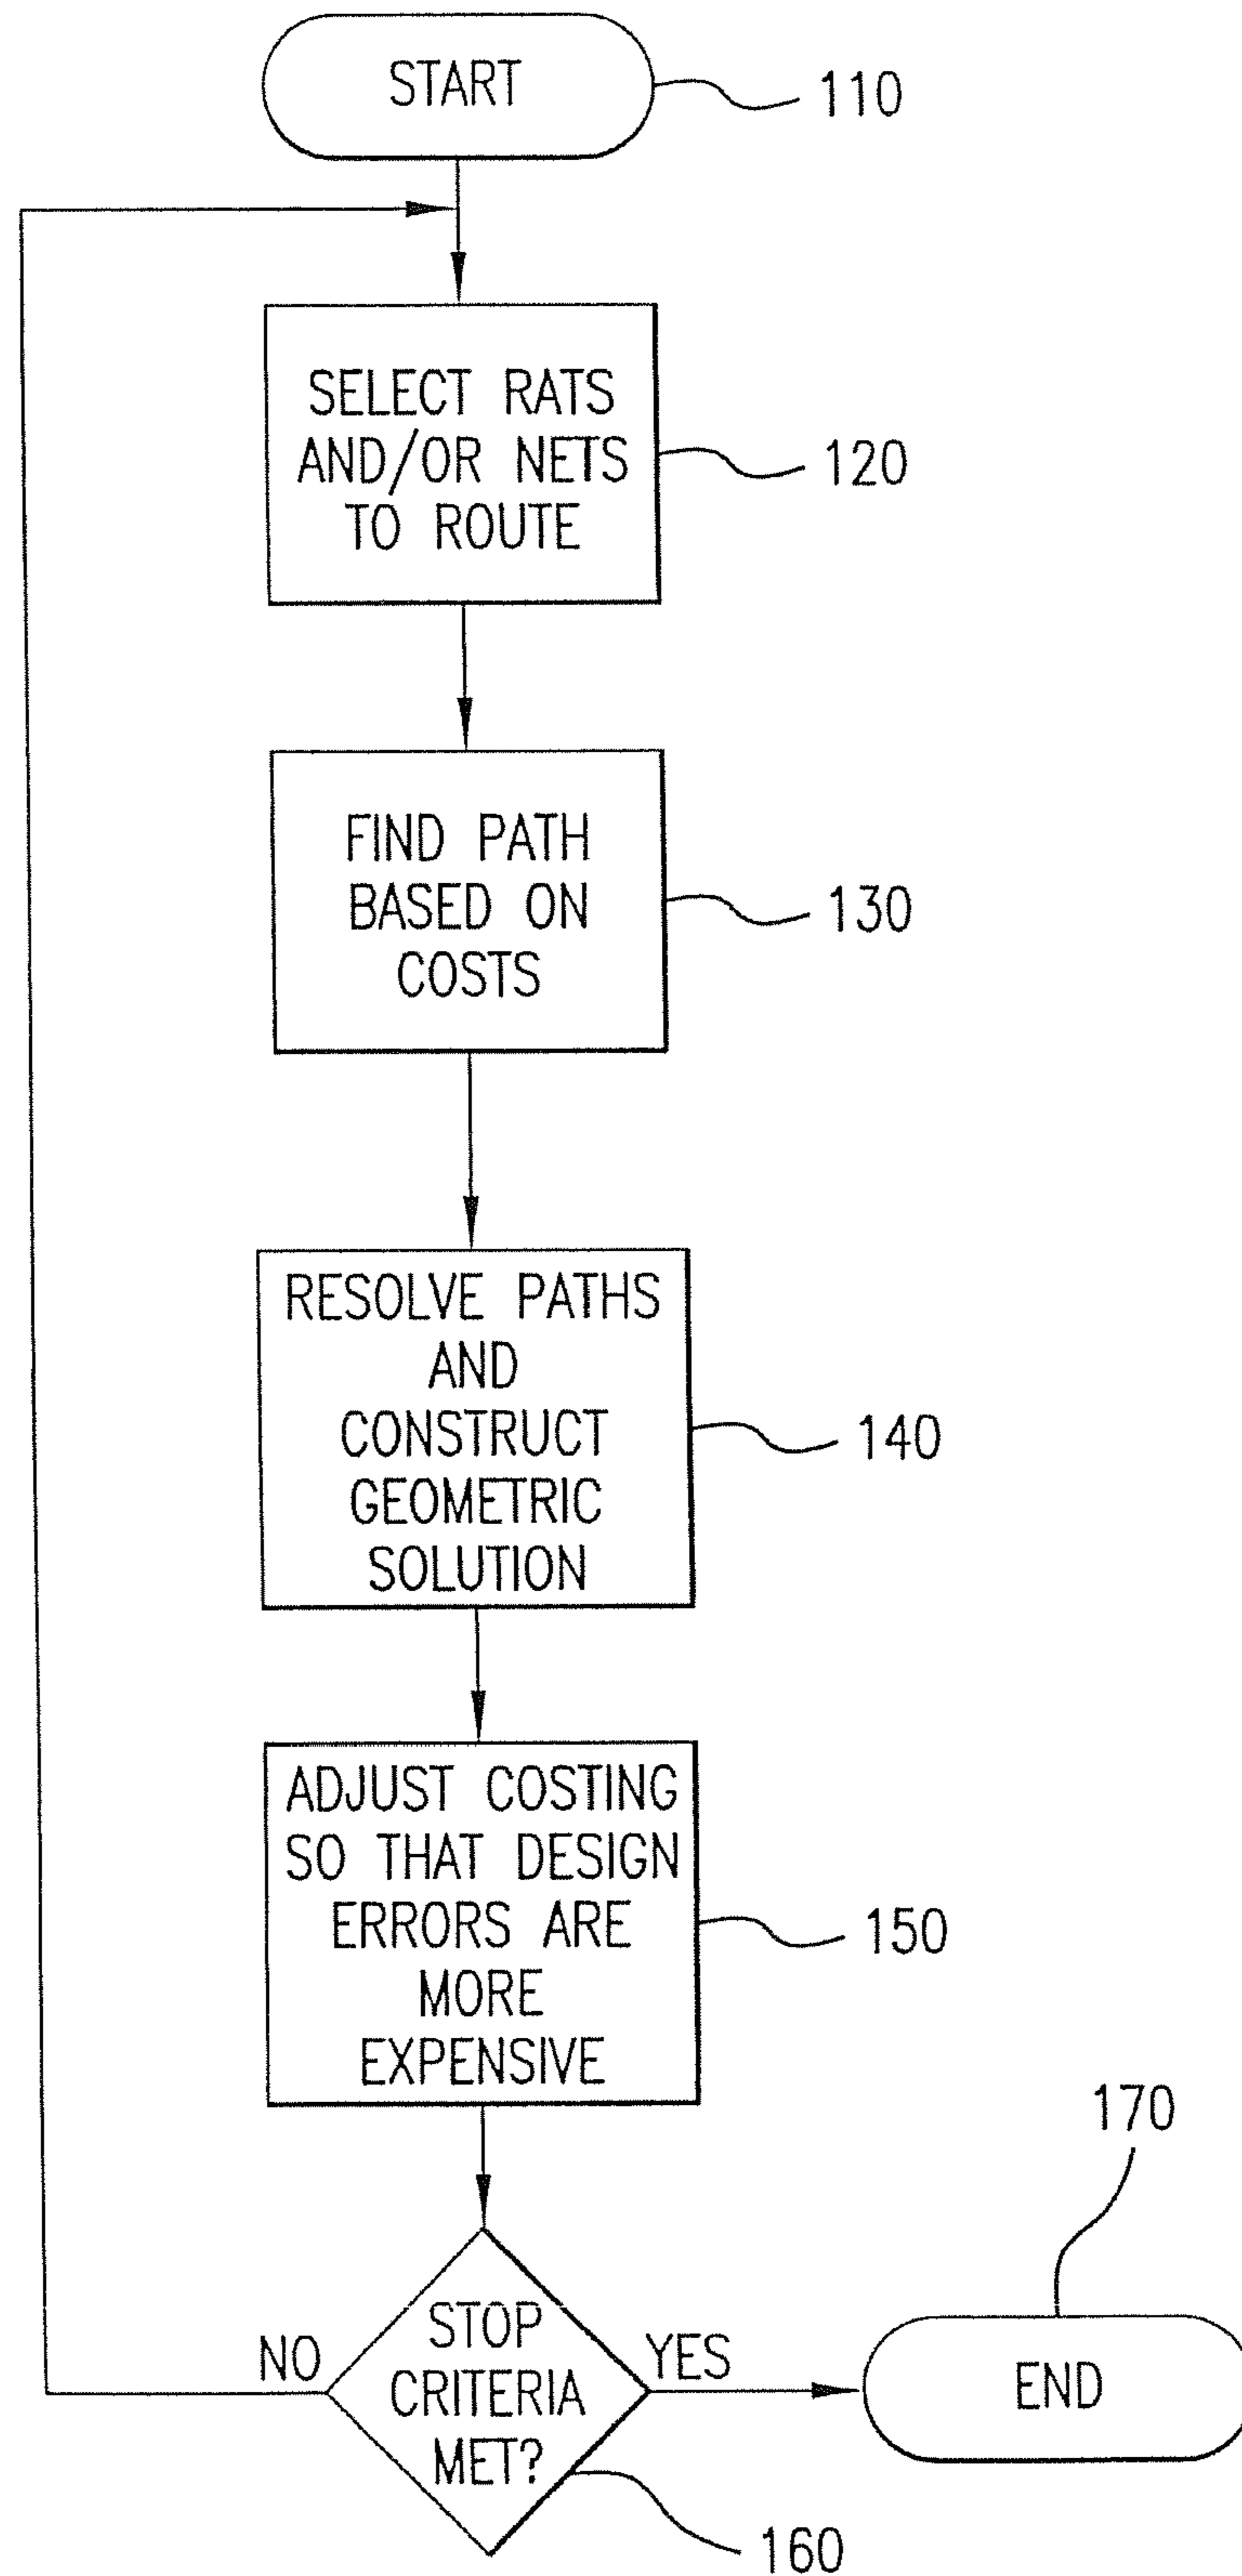 START
110
SELECT RATS
AND/OR NETS
TO ROUTE
120
FIND PATH
BASED ON
COSTS
130
RESOLVE PATHS
AND
CONSTRUCT
GEOMETRIC
SOLUTION
140
ADJUST COSTING
SO THAT DESIGN
ERRORS ARE
MORE
EXPENSIVE
150
170
NO
STOP
CRITERIA
MET?
YES
END
160